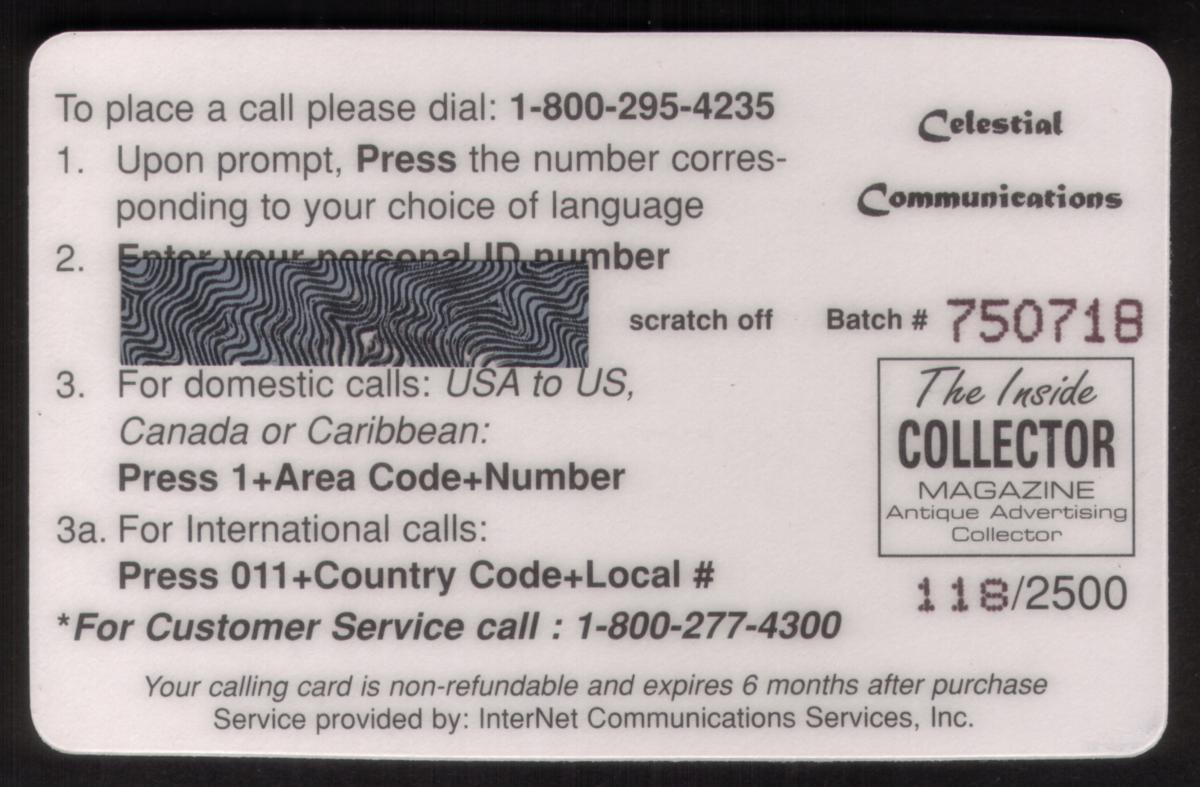 To place a call please dial: 1-800-295-4235
1. Upon prompt, Press the number corres-
ponding to your choice of language
2. Enter your personal ID number
scratch off
3. For domestic calls: USA to US,
Canada or Caribbean:
Press 1+Area Code+Number
3a. For International calls:
Press 011+Country Code+Local #
*For Customer Service call : 1-800-277-4300
Celestial
Communications
Batch # 750718
The Inside
COLLECTOR
MAGAZINE
Antique Advertising
Collector
118/2500
Your calling card is non-refundable and expires 6 months after purchase
Service provided by: InterNet Communications Services, Inc.